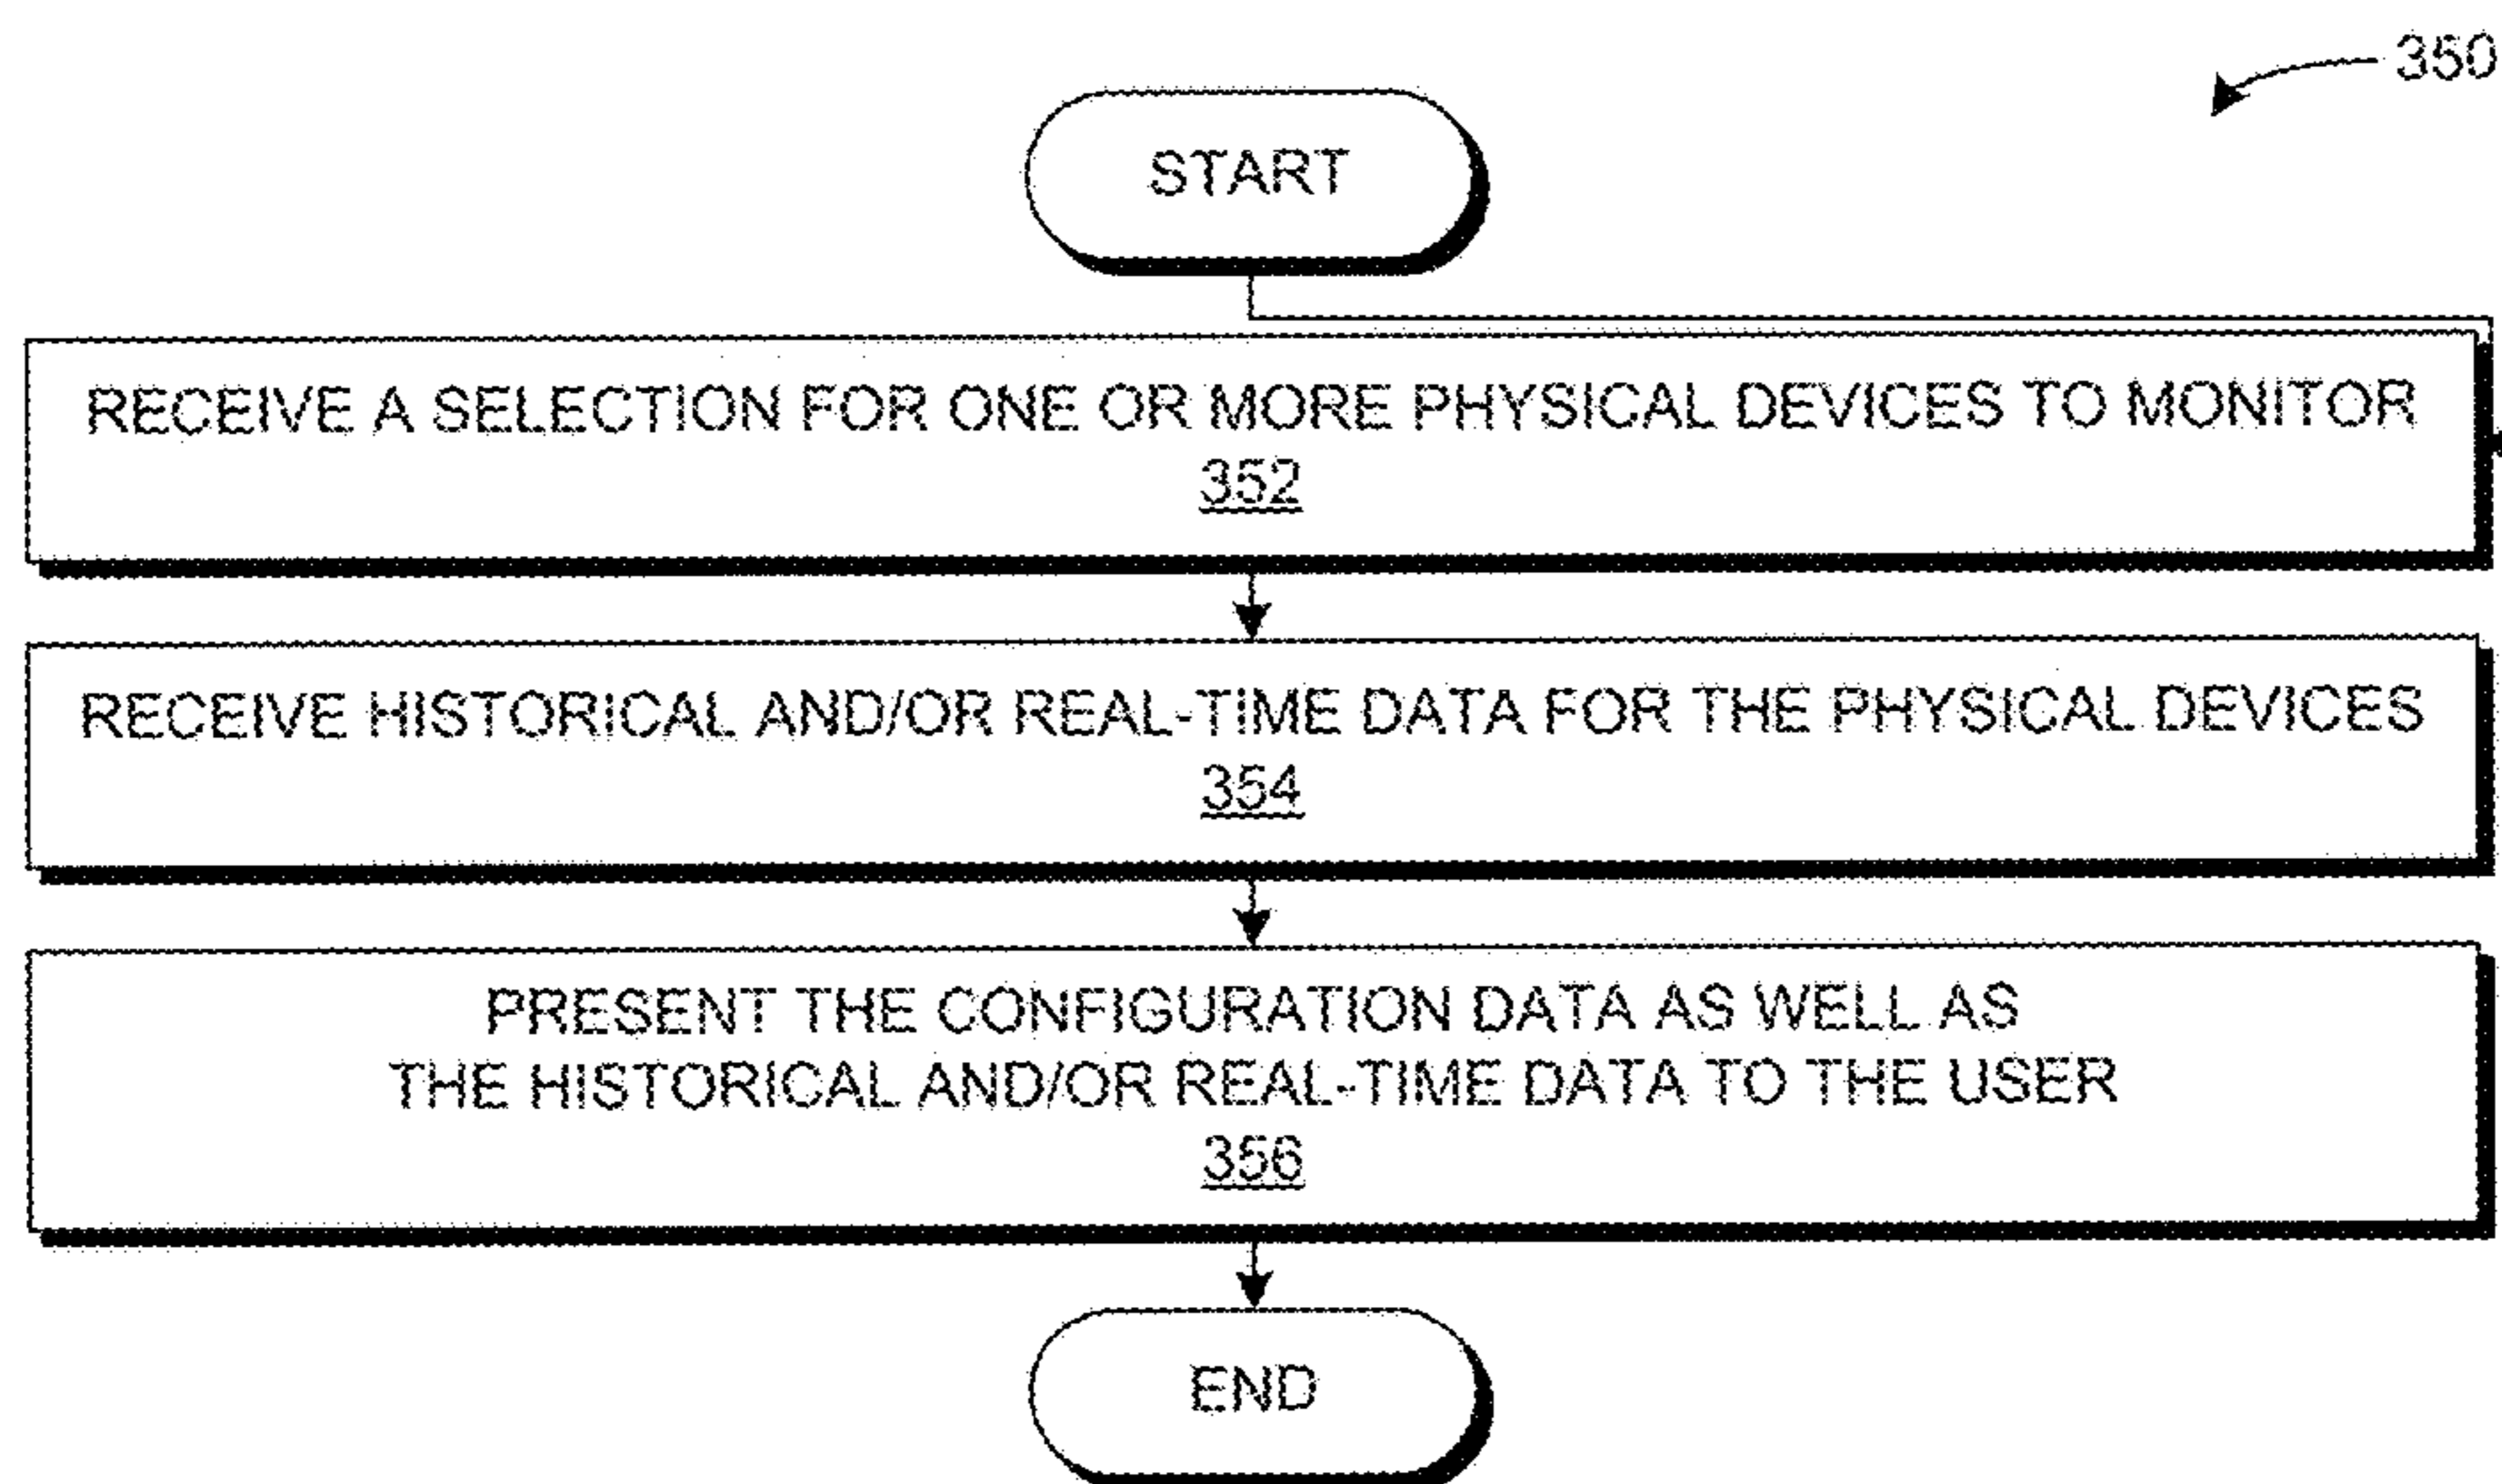 350
START
RECEIVE A SELECTION FOR ONE OR MORE PHYSICAL DEVICES TO MONITOR
352
RECEIVE HISTORICAL AND/OR REAL-TIME DATA FOR THE PHYSICAL DEVICES
354
PRESENT THE CONFIGURATION DATA AS WELL AS
THE HISTORICAL AND/OR REAL-TIME DATA TO THE USER
356
END